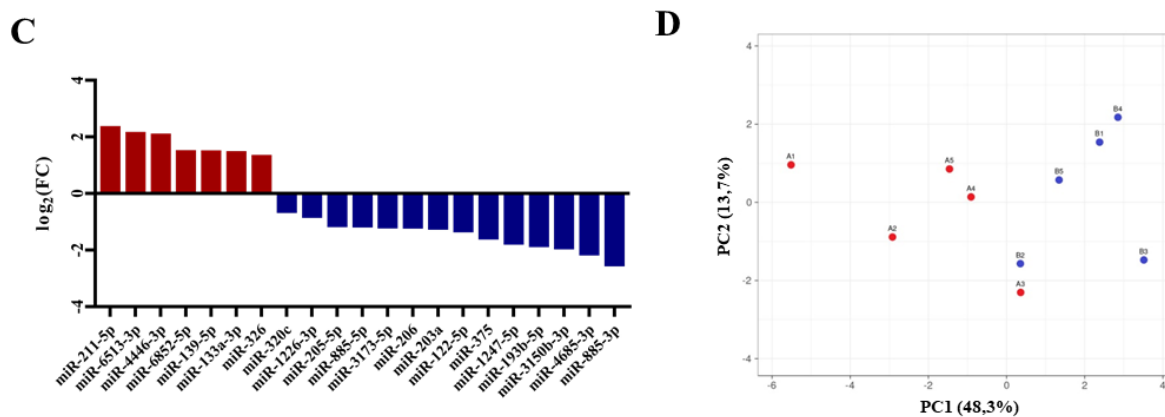 C
log2(FC)
4
2
0
-2
-4
miR-211-5p
miR-6513-3p
miR-4446-3p
miR-6852-5p
miR-139-5p
miR-133a-3p
miR-326
miR-320c
miR-1226-3p
miR-205-5p
miR-885-5p
miR-3173-5p
miR-206
miR-203a
miR-122-5p
miR-375
miR-1247-5p
miR-193b-5p
miR-3150b-3p
miR-4685-3p
miR-885-3p
D
PC2 (13,7%)
4
2
0
-2
-4
A1
A2
A5
A4
A3
B2
B5
B1
B4
B3
-6
-4
-2
0
2
4
PC1 (48,3%)